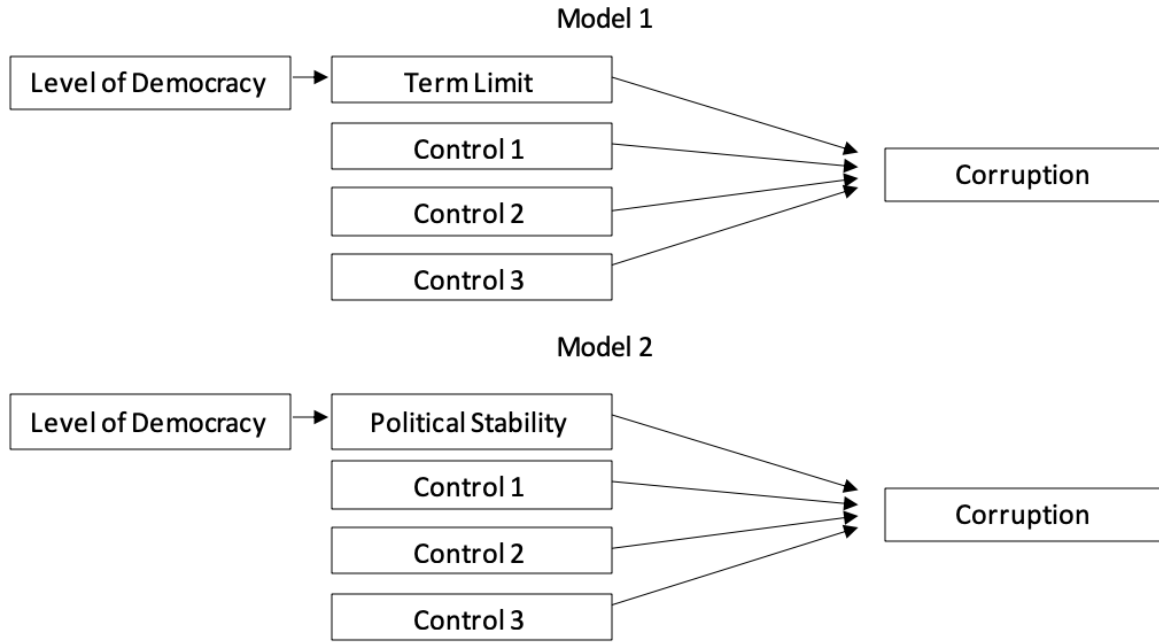 Model 1
Level of Democracy
Term Limit
Control 1
Corruption
Control 2
Control 3
Model 2
Level of Democracy
Political Stability
Control 1
Corruption
Control 2
Control 3